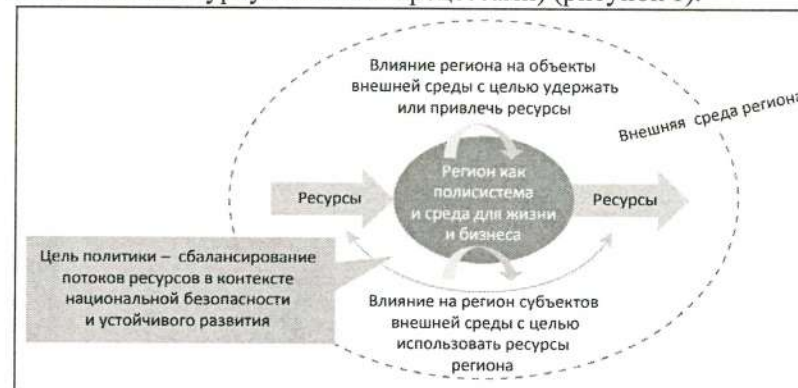 Влияние региона на объекты
внешней среды с целью удержать
или привлечь ресурсы
Внешняя среда региона
Ресурсы
Регион как
полисистема
и среда для жизни
и бизнеса
Ресурсы
Цель политики – сбалансирование
потоков ресурсов в контексте
национальной безопасности
и устойчивого развития
Влияние на регион субъектов
внешней среды с целью
использовать ресурсы
региона